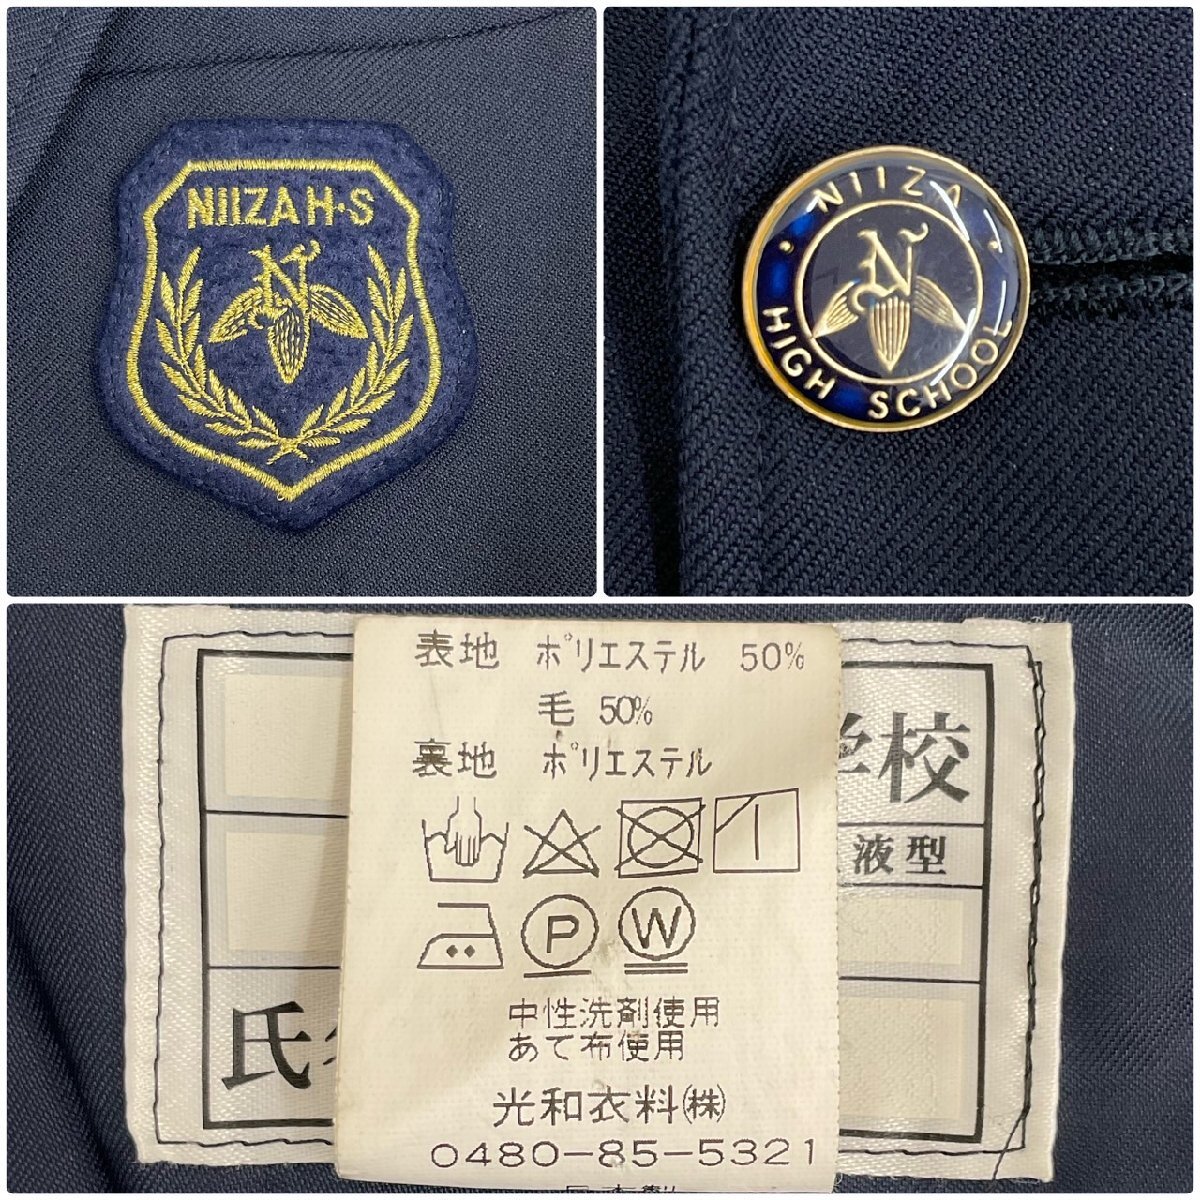 NIIZA H·S
N
· NIIZA ·
HIGH SCHOOL
N
表地 ポリエステル 50%
毛 50%
裏地 ポリエステル
P
W
中性洗剤使用
あて布使用
光和衣料(株)
0480-85-5321
校
液型
氏